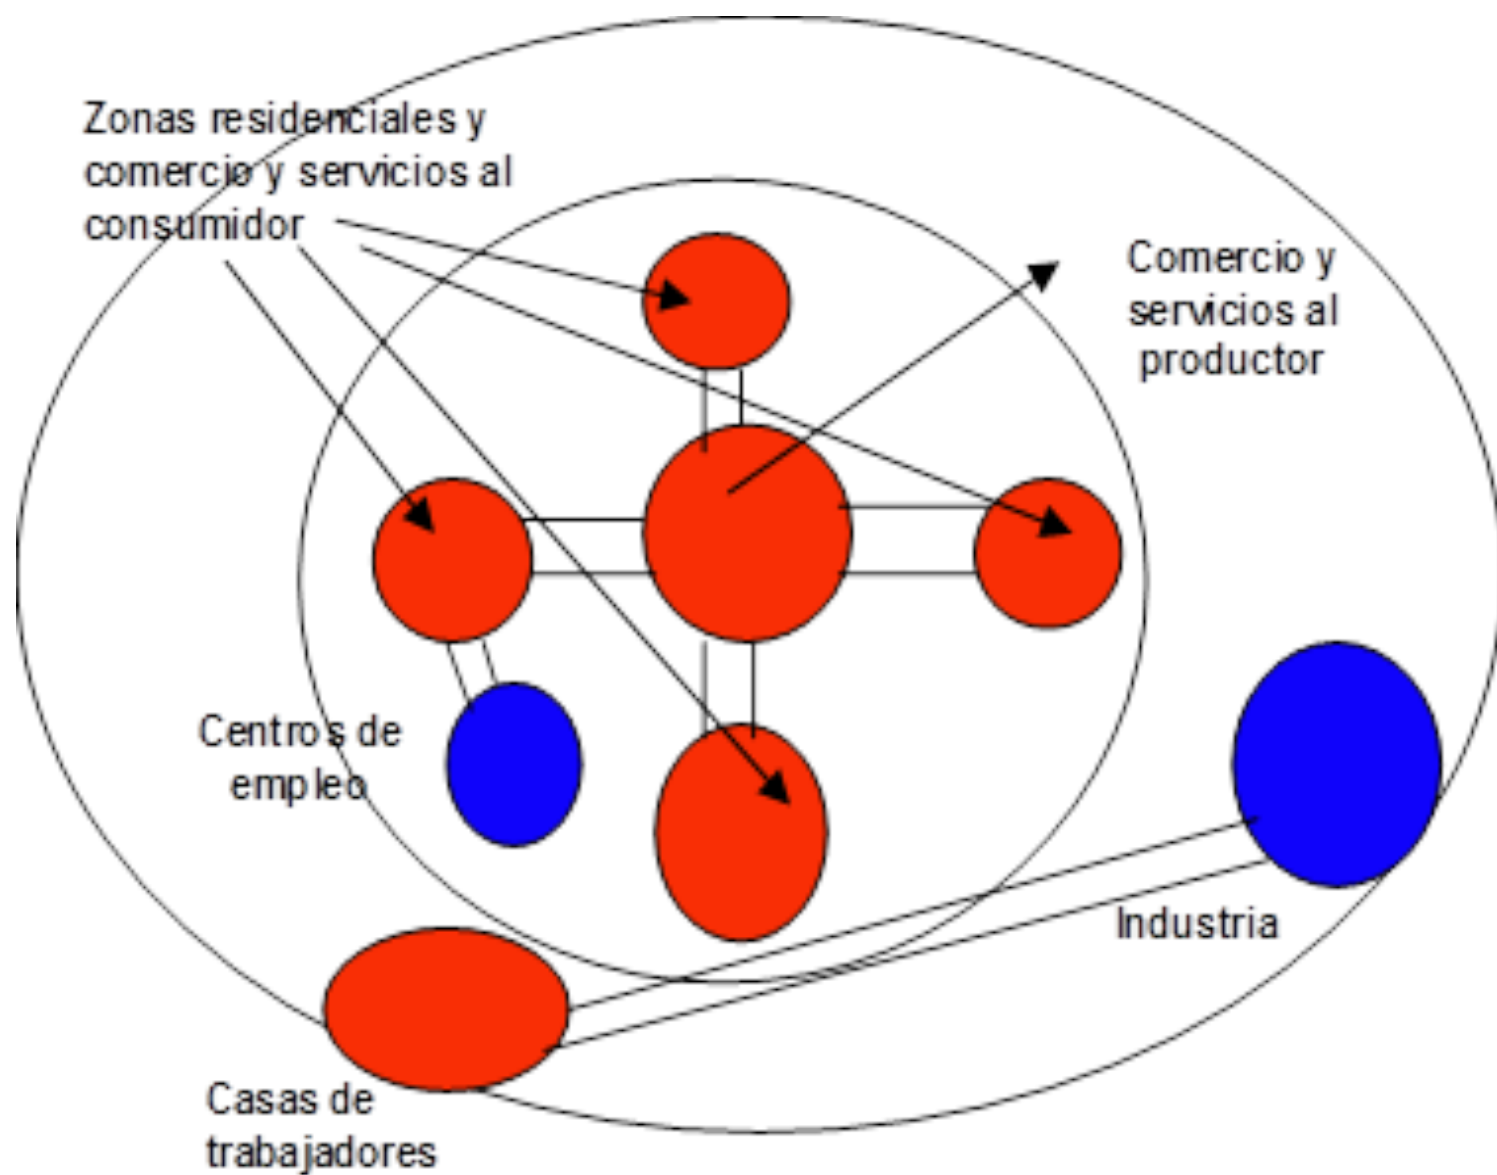 Zonas residenciales y
comercio y servicios al
consumidor
Comercio y
servicios al
productor
Centros de
empleo
Industria
Casas de
trabajadores